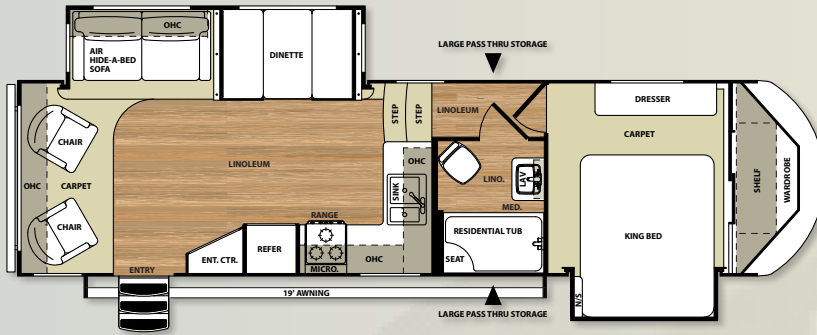 OHC
AIR
HIDE-A-BED
SOFA
DINETTE
LARGE PASS THRU STORAGE
STEP
STEP
LINOLEUM
DRESSER
CARPET
CHAIR
OHC
CARPET
CHAIR
LINOLEUM
OHC
SINK
LINO.
LAV
MED.
SHELF
WARDROBE
RANGE
RESIDENTIAL TUB
SEAT
KING BED
ENT. CTR.
REFER
MICRO.
OHC
ENTRY
N/S
19' AWNING
LARGE PASS THRU STORAGE